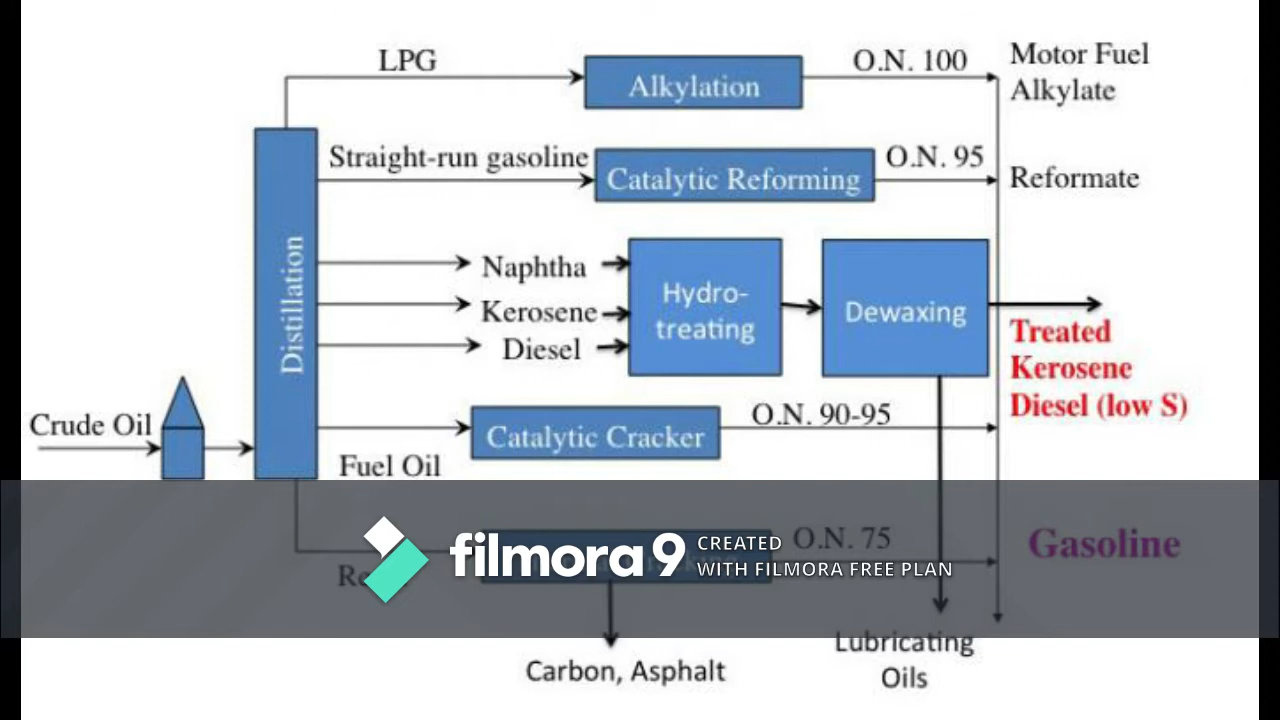 LPG
O.N. 100
Motor Fuel
Alkylate
Alkylation
Straight-run gasoline
O.N. 95
Catalytic Reforming
Reformate
Distillation
Naphtha
Kerosene
Diesel
Hydro-
treating
Dewaxing
Treated
Kerosene
Diesel (low S)
Crude Oil
O.N. 90-95
Catalytic Cracker
Fuel Oil
O.N. 75
Gasoline
filmora9
CREATED
WITH FILMORA FREE PLAN
Carbon, Asphalt
Lubricating
Oils